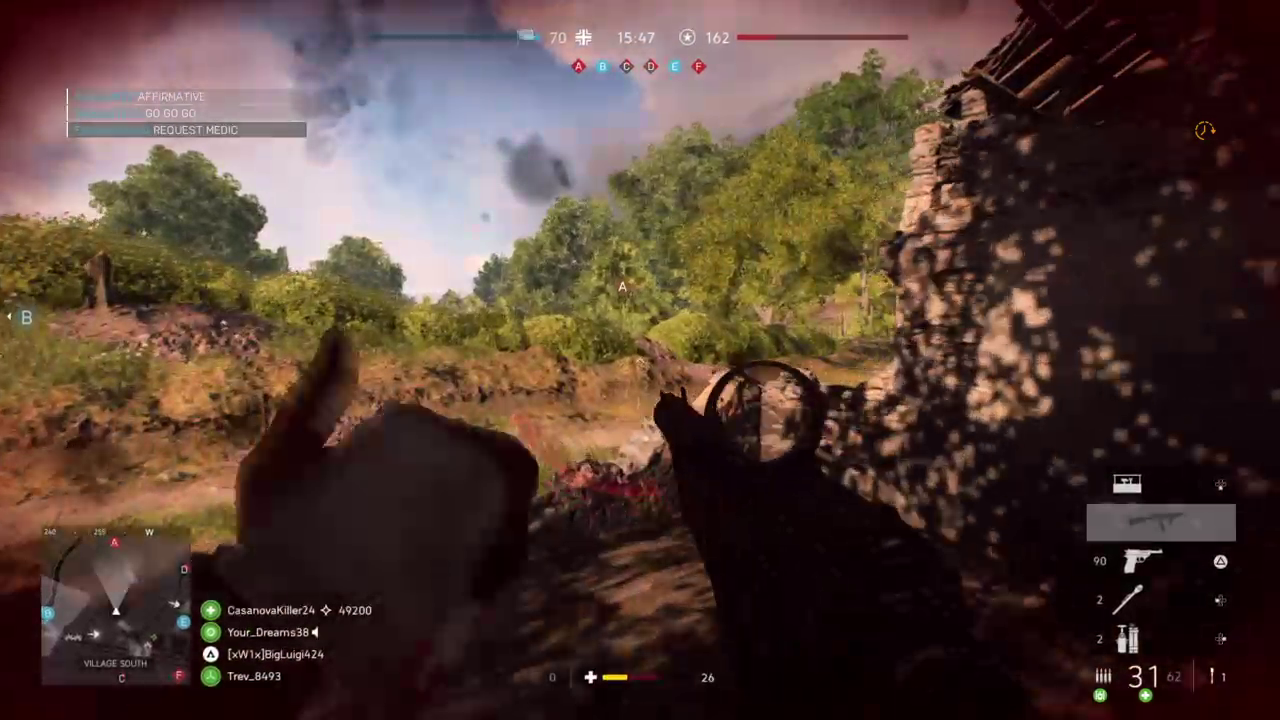 70 15:47 162
A B C D E F
AFFIRMATIVE
GO GO GO
REQUEST MEDIC
A
B
240 255 W
A
D
B
E
VILLAGE SOUTH
C F
CasanovaKiller24 49200
Your_Dreams38
[xW1x]BigLuigi424
Trev_8493
0 26
90
2
2
31 62 1